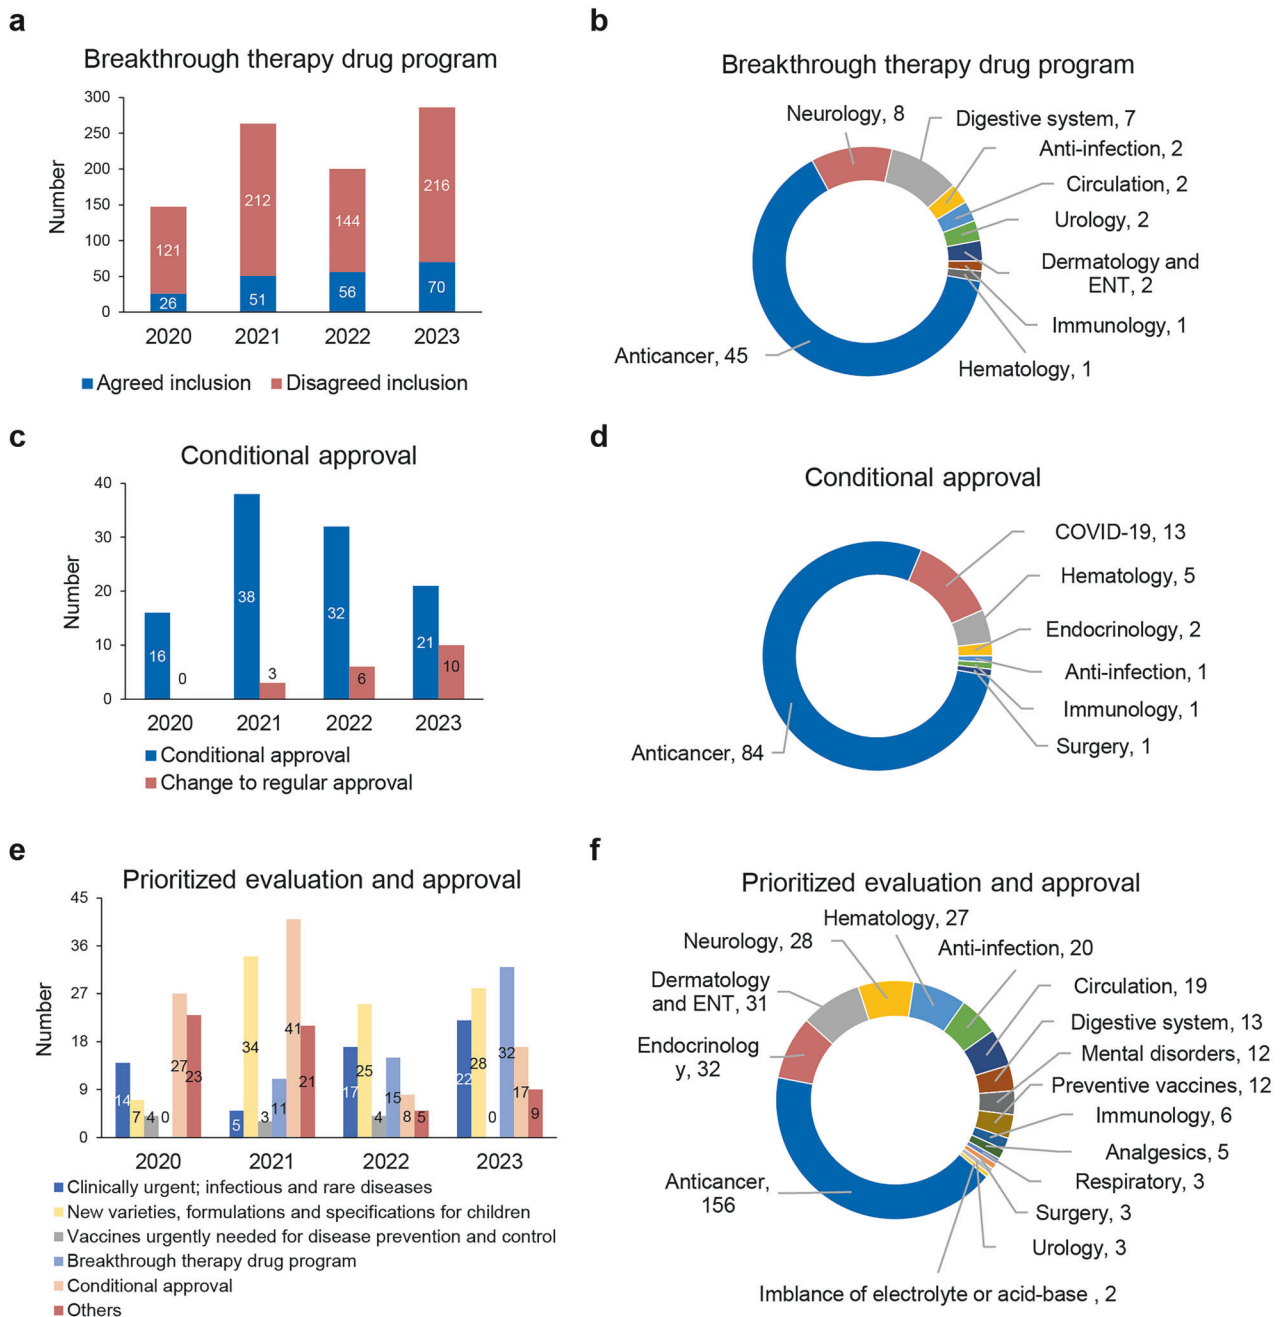 a
Breakthrough therapy drug program
300
250
200
150
100
50
0
Number
121
26
212
51
144
56
216
70
2020
2021
2022
2023
Agreed inclusion
Disagreed inclusion
b
Breakthrough therapy drug program
Neurology, 8
Digestive system, 7
Anti-infection, 2
Circulation, 2
Urology, 2
Dermatology and
ENT, 2
Immunology, 1
Hematology, 1
Anticancer, 45
c
Conditional approval
40
30
20
10
0
Number
16
0
38
3
32
6
21
10
2020
2021
2022
2023
Conditional approval
Change to regular approval
d
Conditional approval
COVID-19, 13
Hematology, 5
Endocrinology, 2
Anti-infection, 1
Immunology, 1
Surgery, 1
Anticancer, 84
e
Prioritized evaluation and approval
45
36
27
18
9
0
Number
14
7
4
0
27
23
5
34
3
11
41
21
17
25
4
15
8
5
22
28
0
32
17
9
2020
2021
2022
2023
Clinically urgent; infectious and rare diseases
New varieties, formulations and specifications for children
Vaccines urgently needed for disease prevention and control
Breakthrough therapy drug program
Conditional approval
Others
f
Prioritized evaluation and approval
Hematology, 27
Neurology, 28
Anti-infection, 20
Dermatology
and ENT, 31
Circulation, 19
Digestive system, 13
Endocrinolog
y, 32
Mental disorders, 12
Preventive vaccines, 12
Immunology, 6
Analgesics, 5
Anticancer,
156
Respiratory, 3
Surgery, 3
Urology, 3
Imblance of electrolyte or acid-base , 2